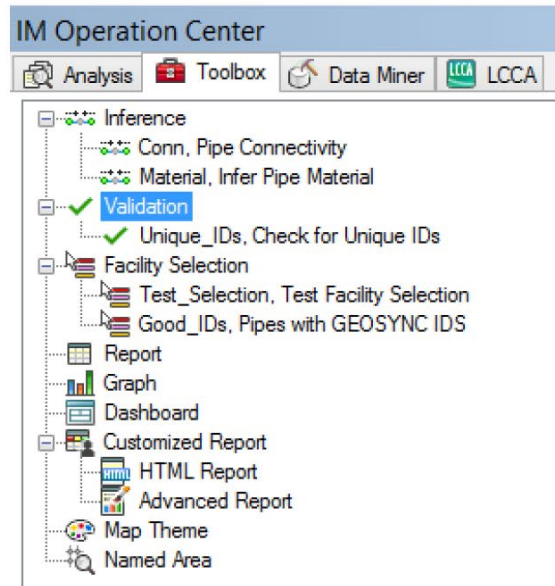 IM Operation Center
Analysis Toolbox Data Miner LCCA LCCA
Inference
Conn, Pipe Connectivity
Material, Infer Pipe Material
Validation
Unique_IDs, Check for Unique IDs
Facility Selection
Test_Selection, Test Facility Selection
Good_IDs, Pipes with GEOSYNC IDS
Report
Graph
Dashboard
Customized Report
HTML HTML Report
Advanced Report
Map Theme
Named Area